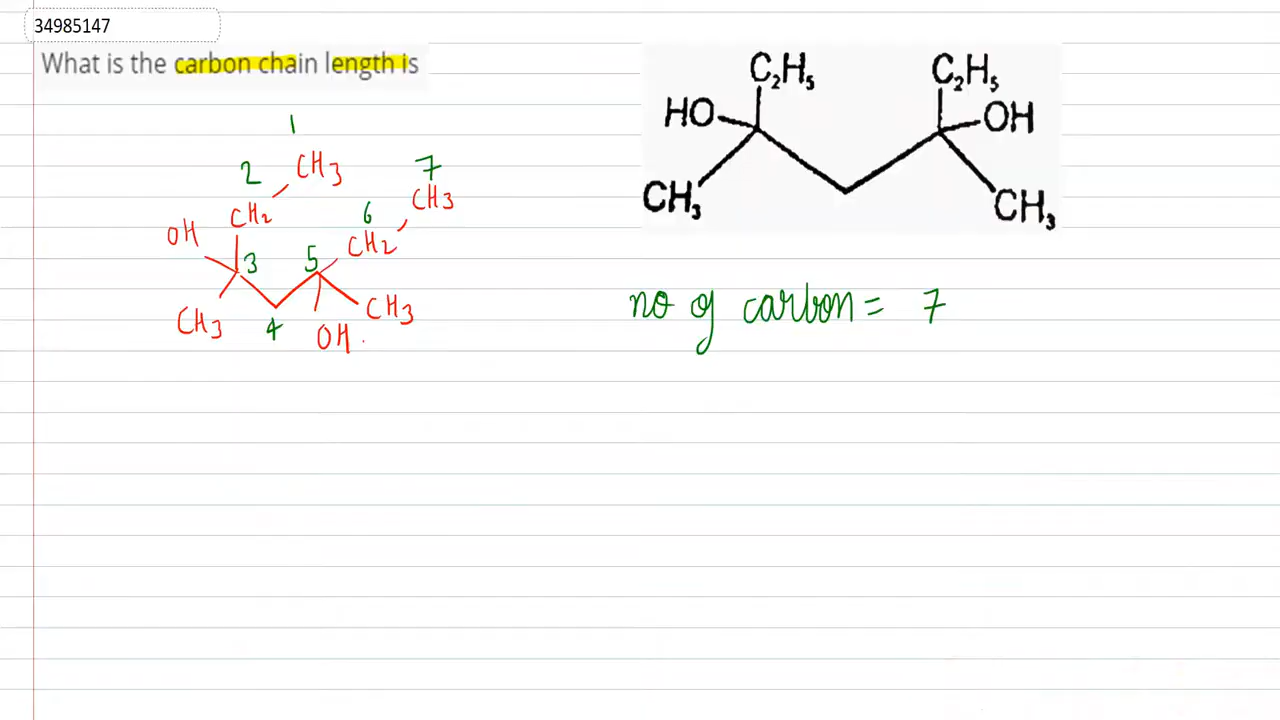 34985147
What is the carbon chain length is
C₂H₅ C₂H₅
HO OH
CH₃ CH₃
1
2 CH3 7
CH2 6 CH3
OH 3 5 CH2
CH3 4 OH CH3
no of carbon = 7